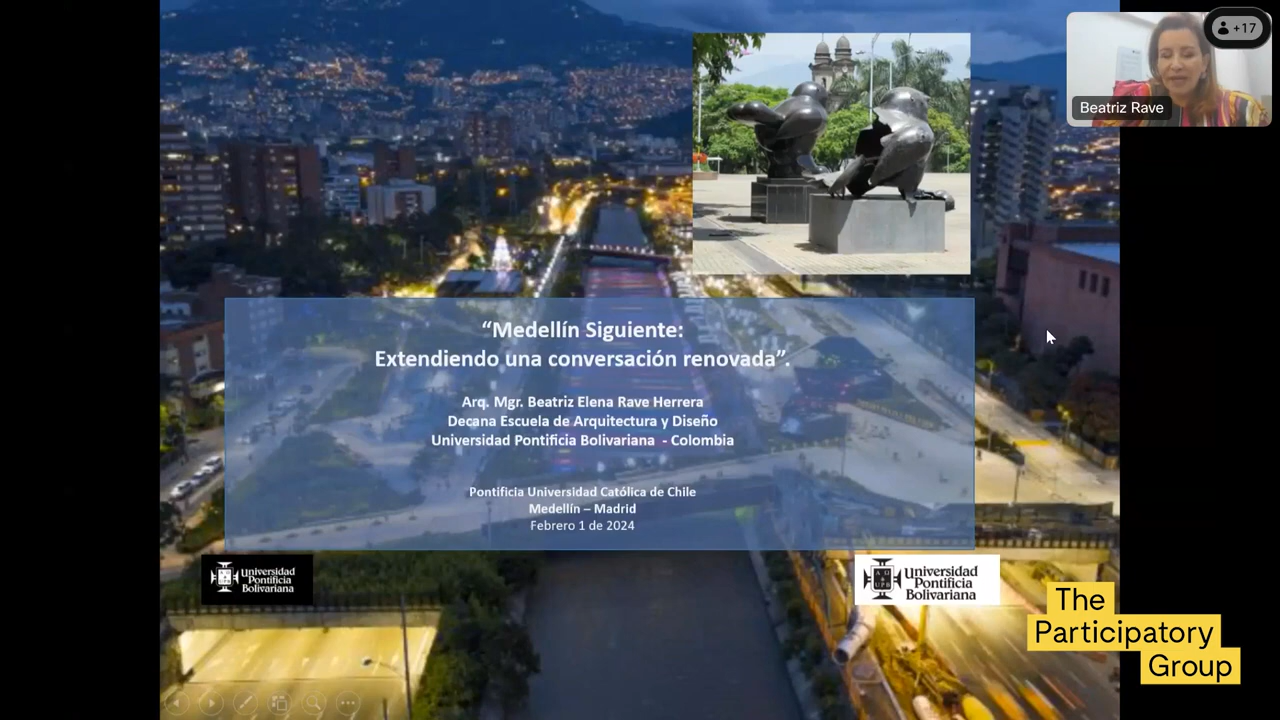 +17
Beatriz Rave
“Medellín Siguiente:
Extendiendo una conversación renovada”.
Arq. Mgr. Beatriz Elena Rave Herrera
Decana Escuela de Arquitectura y Diseño
Universidad Pontificia Bolivariana - Colombia
Pontificia Universidad Católica de Chile
Medellín – Madrid
Febrero 1 de 2024
Universidad
Pontificia
Bolivariana
Universidad
Pontificia
Bolivariana
The
Participatory
Group